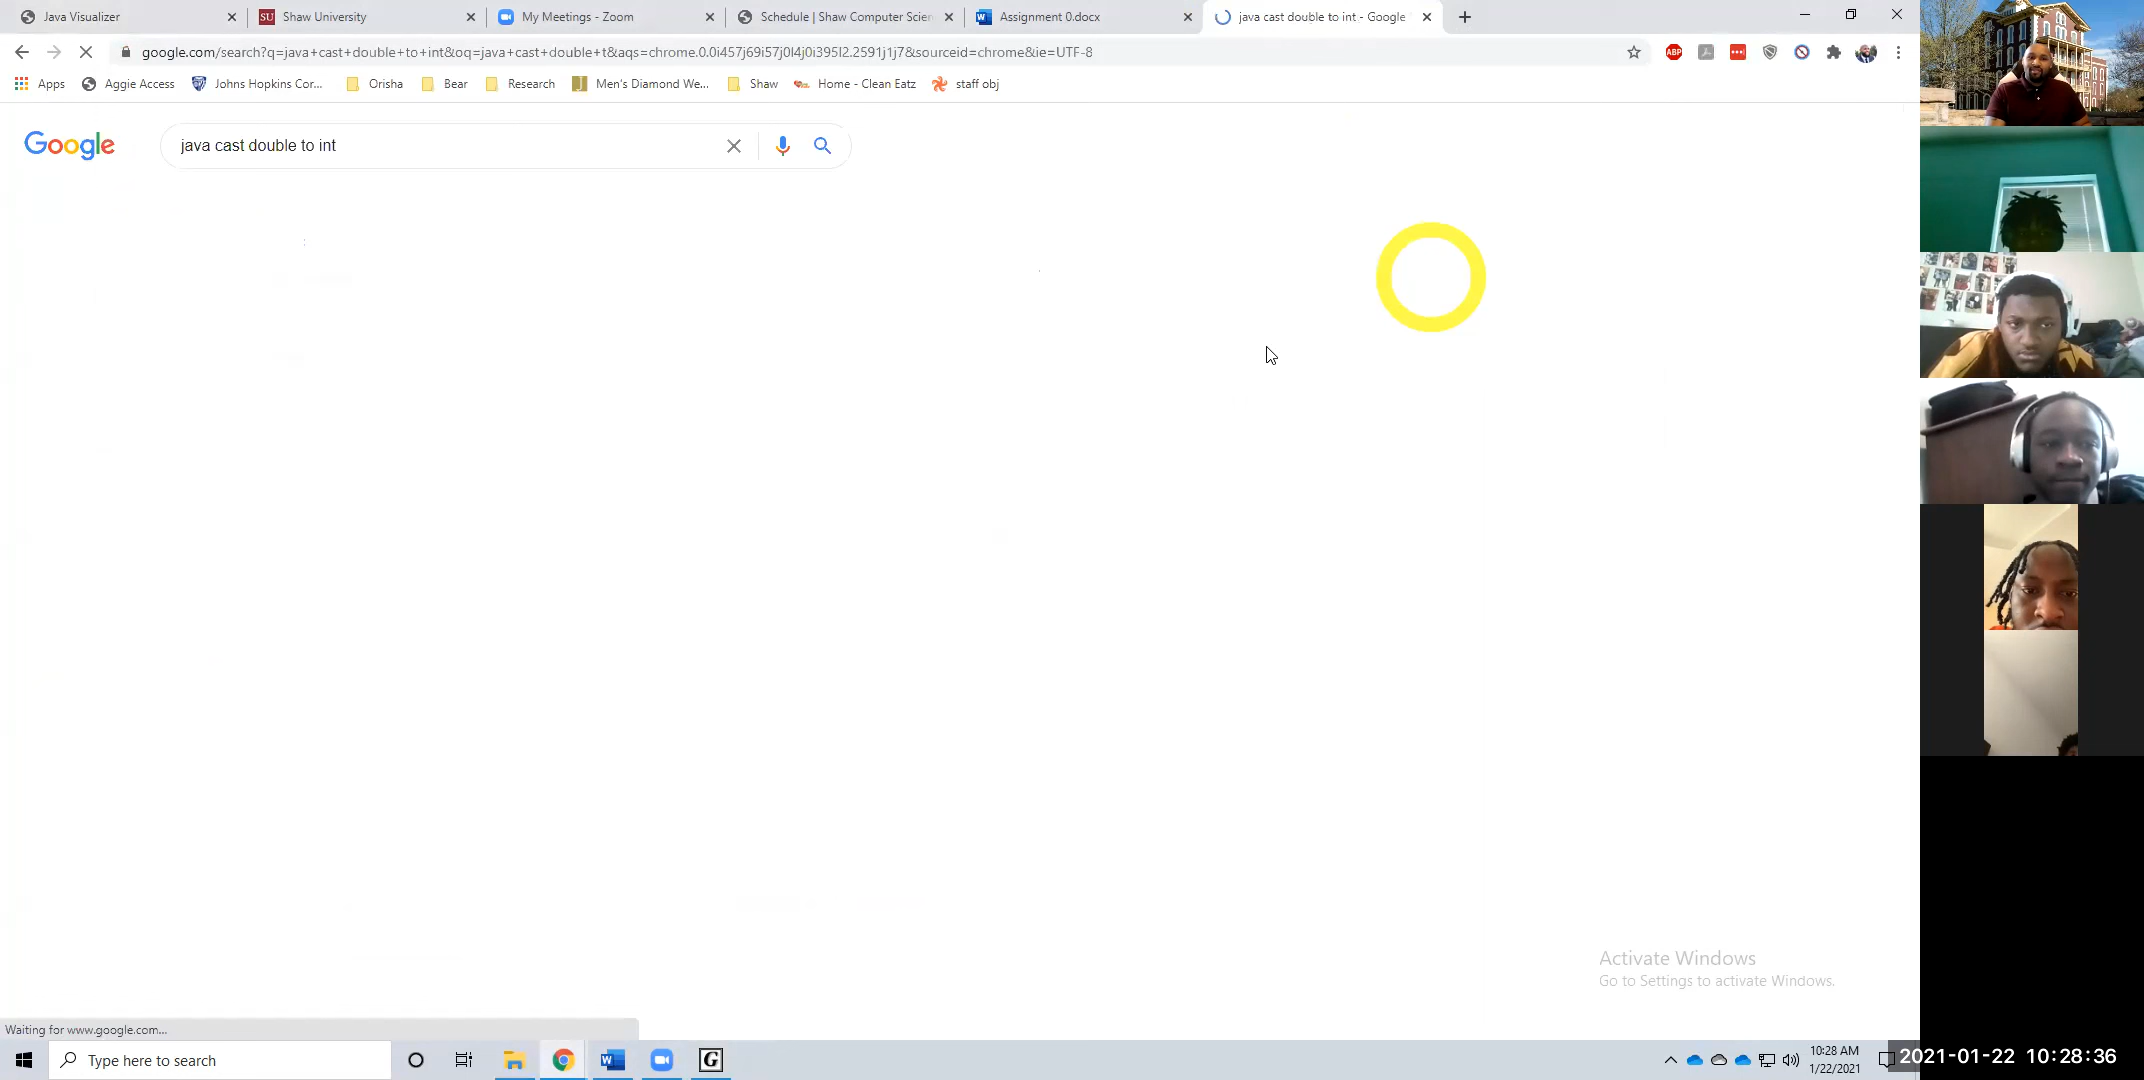 Java Visualizer
SU Shaw University
My Meetings - Zoom
Schedule | Shaw Computer Scien
Assignment 0.docx
java cast double to int - Google
google.com/search?q=java+cast+double+to+int&oq=java+cast+double+t&aqs=chrome.0.0i457j69i57j0l4j0i395l2.2591j1j7&sourceid=chrome&ie=UTF-8
ABP
Apps
Aggie Access
Johns Hopkins Cor...
Orisha
Bear
Research
Men's Diamond We...
Shaw
Home - Clean Eatz
staff obj
Google
java cast double to int
Activate Windows
Go to Settings to activate Windows.
Waiting for www.google.com...
Type here to search
G
10:28 AM
1/22/2021
2021-01-22 10:28:36